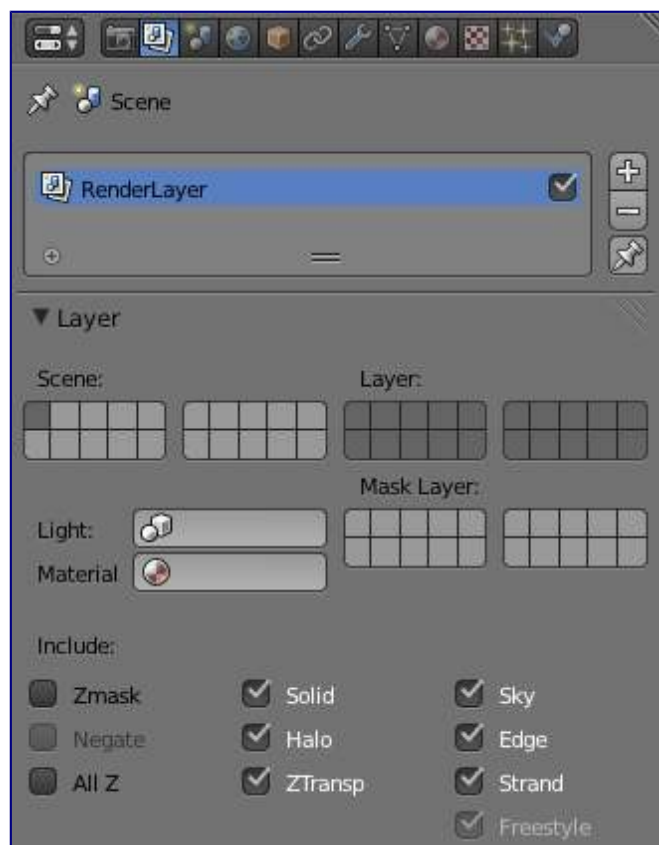 Scene
RenderLayer
Layer
Scene: Layer:
Mask Layer:
Light:
Material
Include:
Zmask Solid Sky
Negate Halo Edge
All Z ZTransp Strand
Freestyle